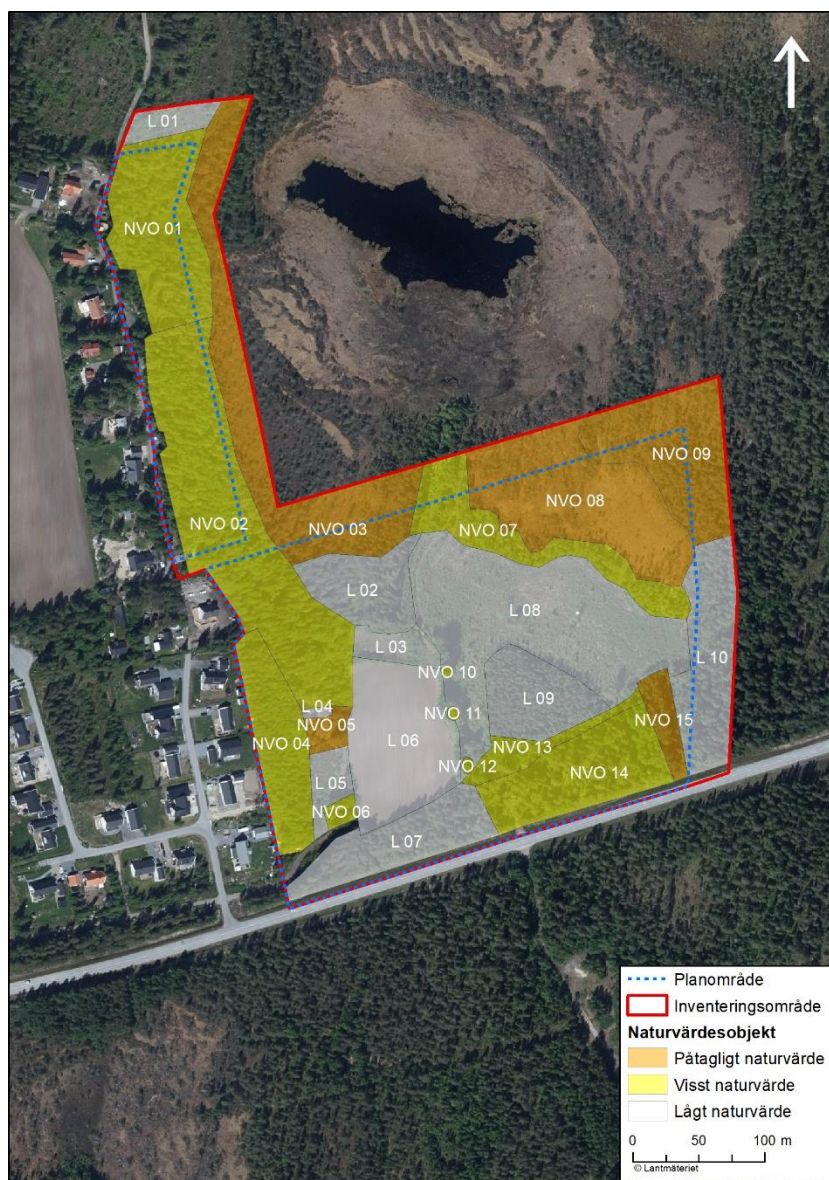 L 01
NVO 01
NVO 02
NVO 03
NVO 07
NVO 08
NVO 09
L 02
L 08
L 03
NVO 10
L 10
L 04
NVO 11
L 09
NVO 05
NVO 15
NVO 04
L 06
NVO 13
NVO 12
NVO 14
L 05
NVO 06
L 07
Planområde
Inventeringsområde
Naturvärdesobjekt
Påtagligt naturvärde
Visst naturvärde
Lågt naturvärde
0 50 100 m
© Lantmäteriet